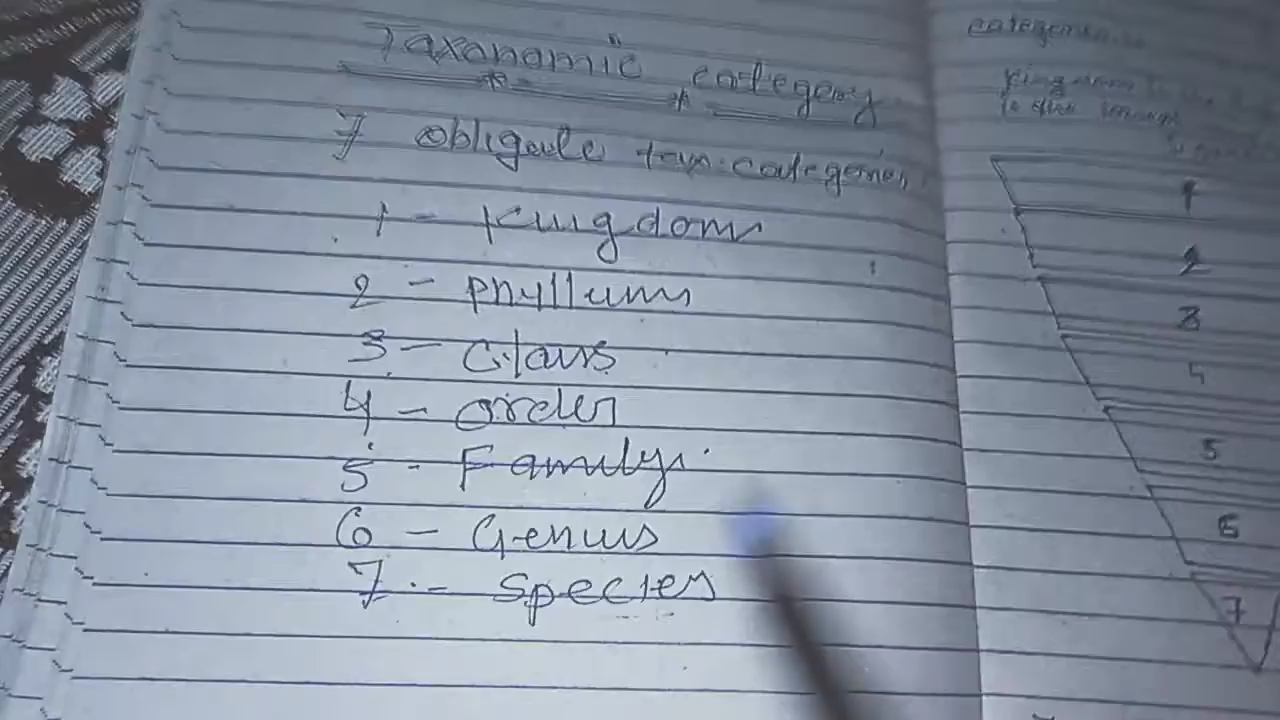 Taxonomic category
7 obligate tax. categories
1 - Kingdom
2 - Phyllum
3 - Class
4 - order
5 - Family
6 - Genus
7 - Species
1
2
3
4
5
6
7